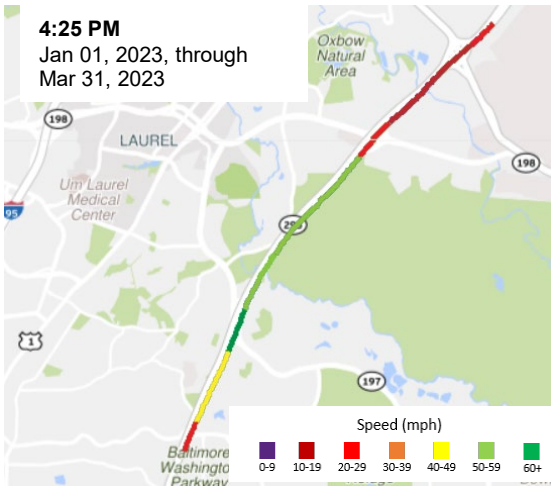 4:25 PM
Jan 01, 2023, through
Mar 31, 2023
Oxbow
Natural
Area
198
LAUREL
198
Um Laurel
Medical
Center
95
1
197
Speed (mph)
Baltimore
Washingto
Parkway
0-9 10-19 20-29 30-39 40-49 50-59 60+